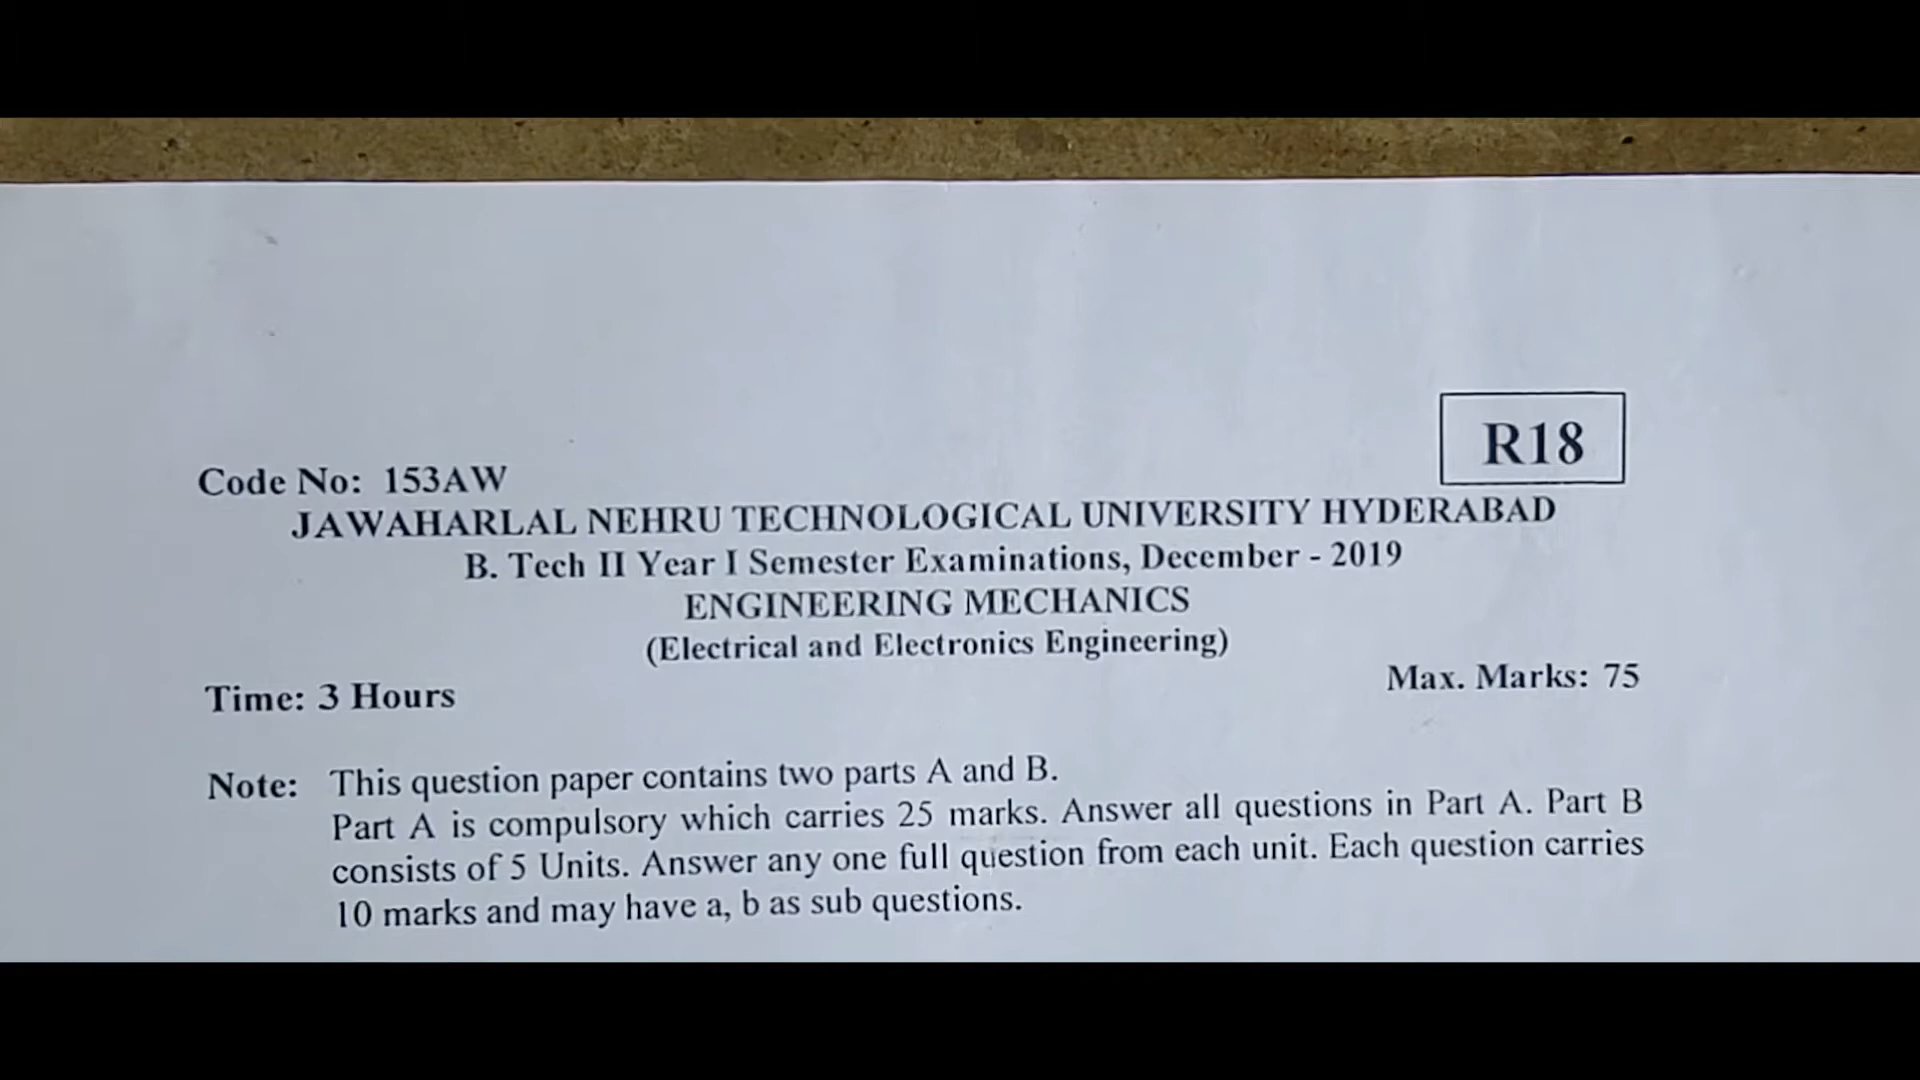 R18
Code No: 153AW
JAWAHARLAL NEHRU TECHNOLOGICAL UNIVERSITY HYDERABAD
B. Tech II Year I Semester Examinations, December - 2019
ENGINEERING MECHANICS
(Electrical and Electronics Engineering)
Time: 3 Hours Max. Marks: 75
Note: This question paper contains two parts A and B.
Part A is compulsory which carries 25 marks. Answer all questions in Part A. Part B
consists of 5 Units. Answer any one full question from each unit. Each question carries
10 marks and may have a, b as sub questions.